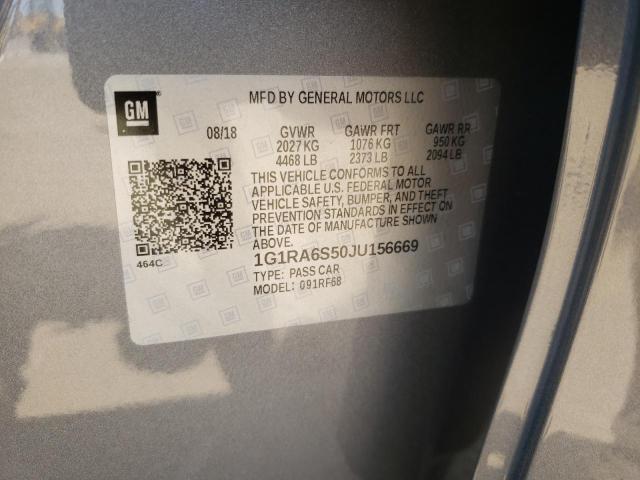 GM
MFD BY GENERAL MOTORS LLC
08/18 GVWR GAWR FRT GAWR RR
2027 KG 1076 KG 950 KG
4468 LB 2373 LB 2094 LB
THIS VEHICLE CONFORMS TO ALL
APPLICABLE U.S. FEDERAL MOTOR
VEHICLE SAFETY, BUMPER, AND THEFT
PREVENTION STANDARDS IN EFFECT ON
THE DATE OF MANUFACTURE SHOWN
ABOVE.
464C
1G1RA6S50JU156669
TYPE: PASS CAR
MODEL: 091RF68